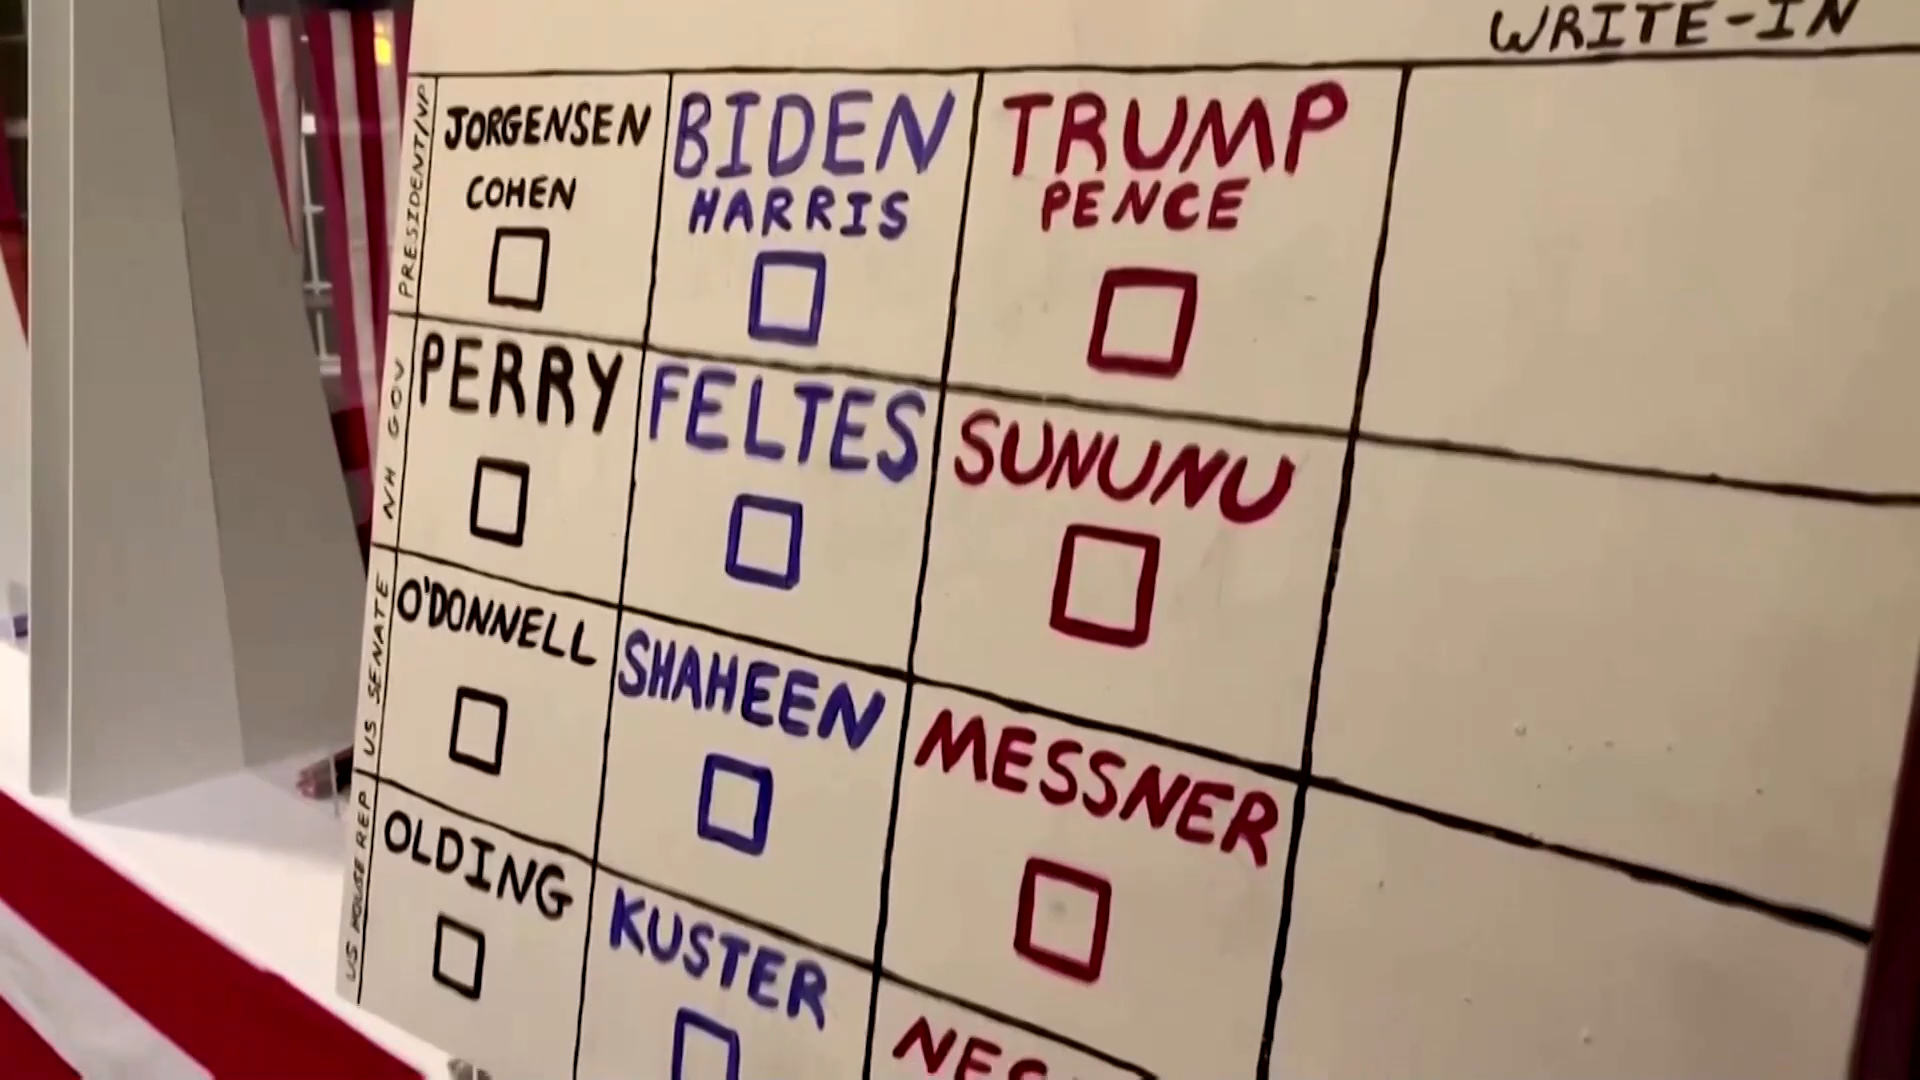 WRITE-IN
PRESIDENT/VP
JORGENSEN
COHEN
BIDEN
HARRIS
TRUMP
PENCE
NH GOV
PERRY
FELTES
SUNUNU
US SENATE
O'DONNELL
SHAHEEN
MESSNER
US HOUSE REP
OLDING
KUSTER